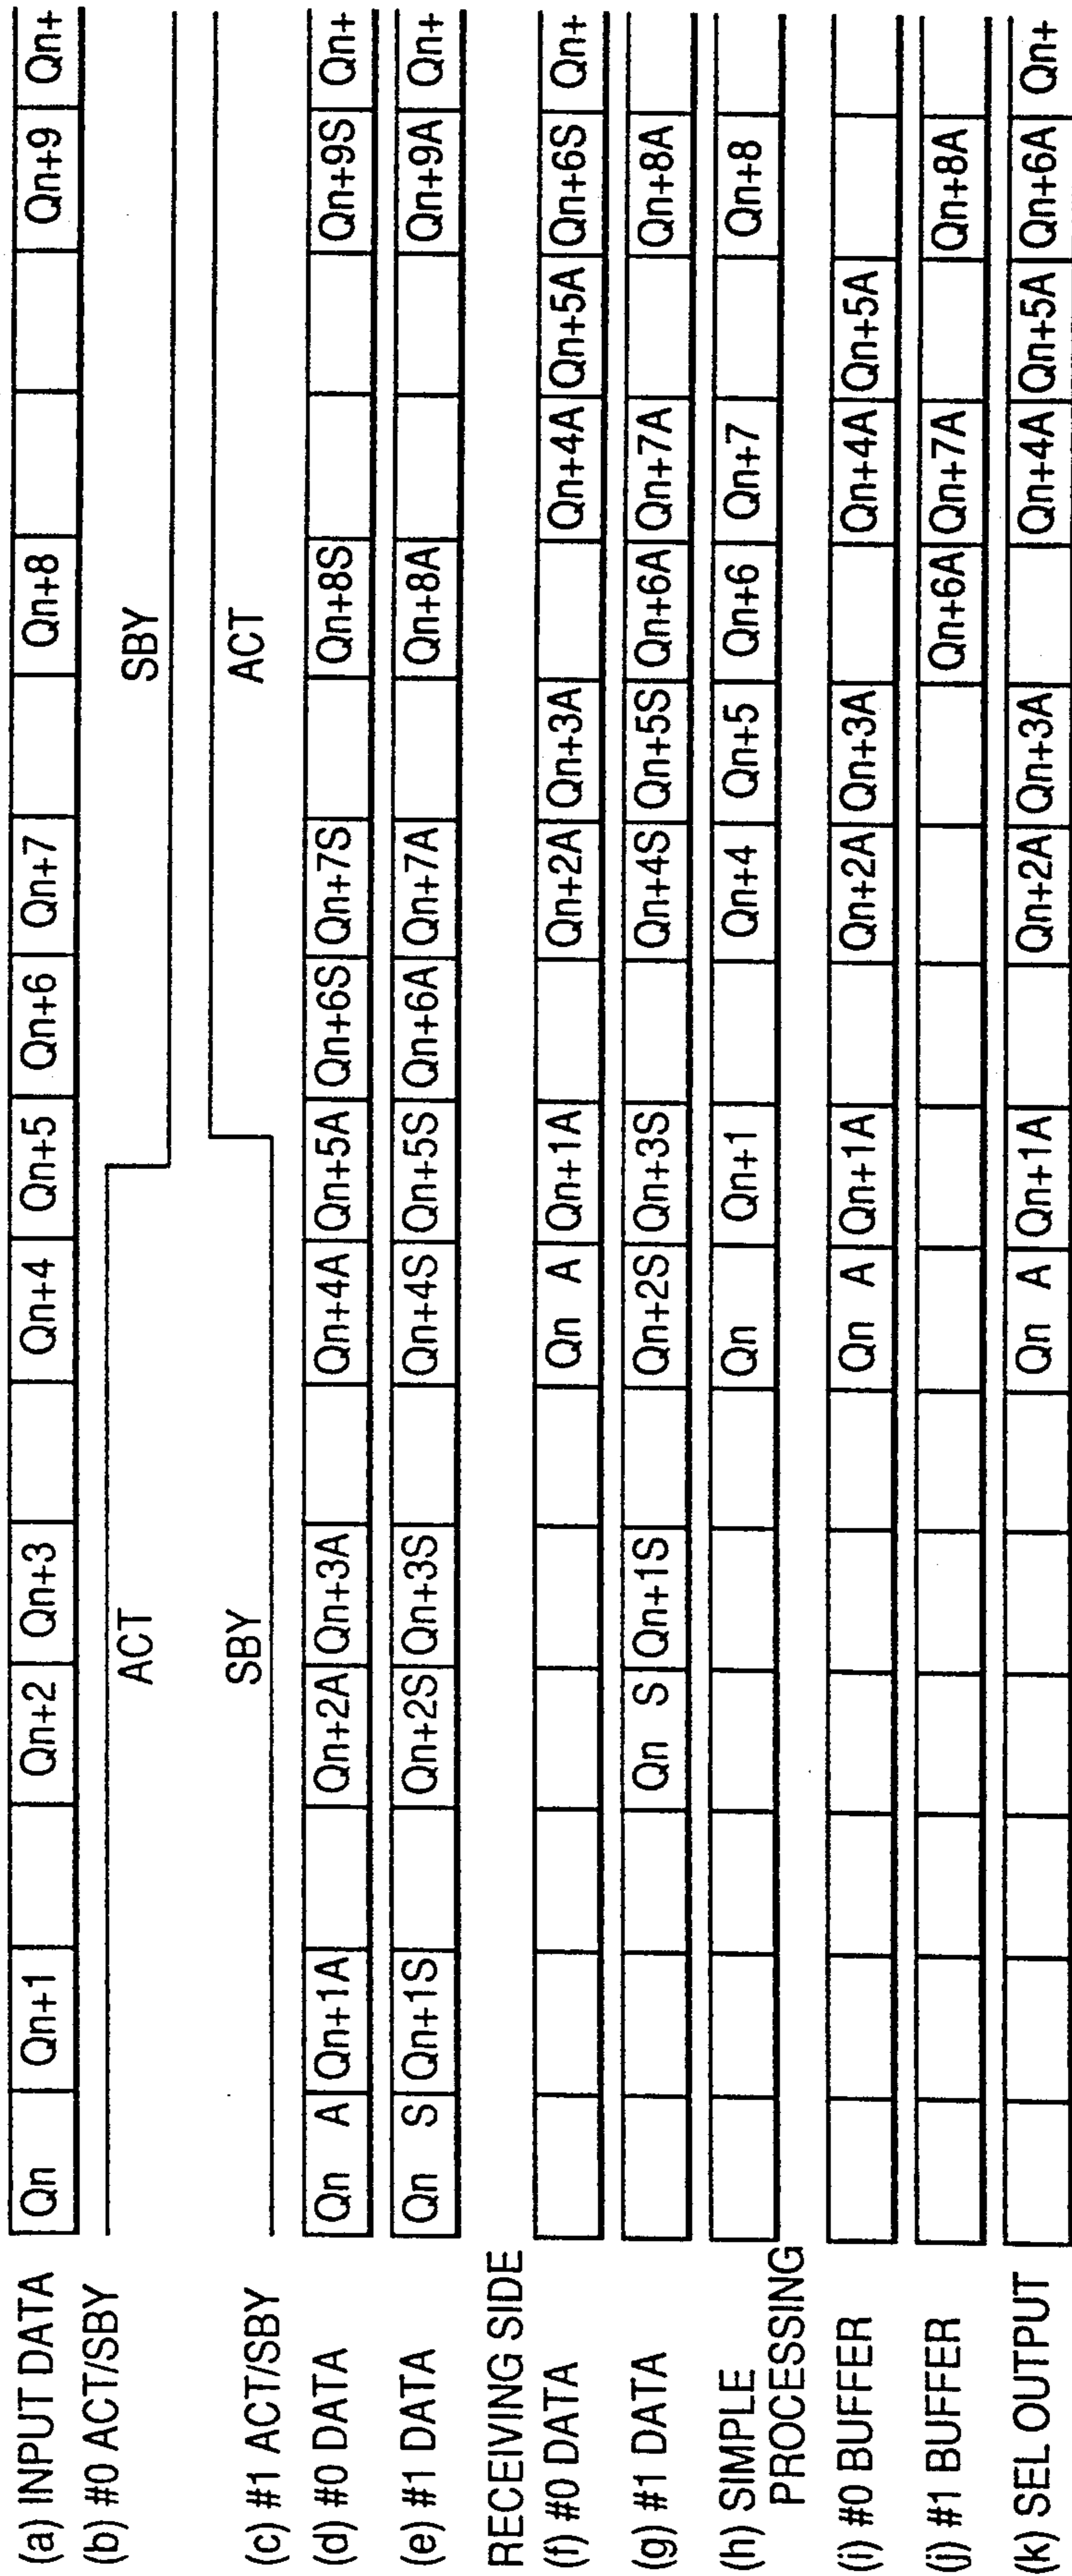 (a) INPUT DATA Qn Qn+1 Qn+2 Qn+3 Qn+4 Qn+5 Qn+6 Qn+7 Qn+8 Qn+9 Qn+
(b) #0 ACT/SBY ACT SBY
(c) #1 ACT/SBY SBY ACT
(d) #0 DATA Qn A Qn+1A Qn+2A Qn+3A Qn+4A Qn+5A Qn+6S Qn+7S Qn+8S Qn+9S Qn+
(e) #1 DATA Qn S Qn+1S Qn+2S Qn+3S Qn+4S Qn+5S Qn+6A Qn+7A Qn+8A Qn+9A Qn+
RECEIVING SIDE
(f) #0 DATA Qn A Qn+1A Qn+2A Qn+3A Qn+4A Qn+5A Qn+6S Qn+
(g) #1 DATA Qn S Qn+1S Qn+2S Qn+3S Qn+4S Qn+5S Qn+6A Qn+7A Qn+8A
(h) SIMPLE Qn Qn+1 Qn+4 Qn+5 Qn+6 Qn+7 Qn+8
PROCESSING
(i) #0 BUFFER Qn A Qn+1A Qn+2A Qn+3A Qn+4A Qn+5A
(j) #1 BUFFER Qn+6A Qn+7A Qn+8A
(k) SEL OUTPUT Qn A Qn+1A Qn+2A Qn+3A Qn+4A Qn+5A Qn+6A Qn+